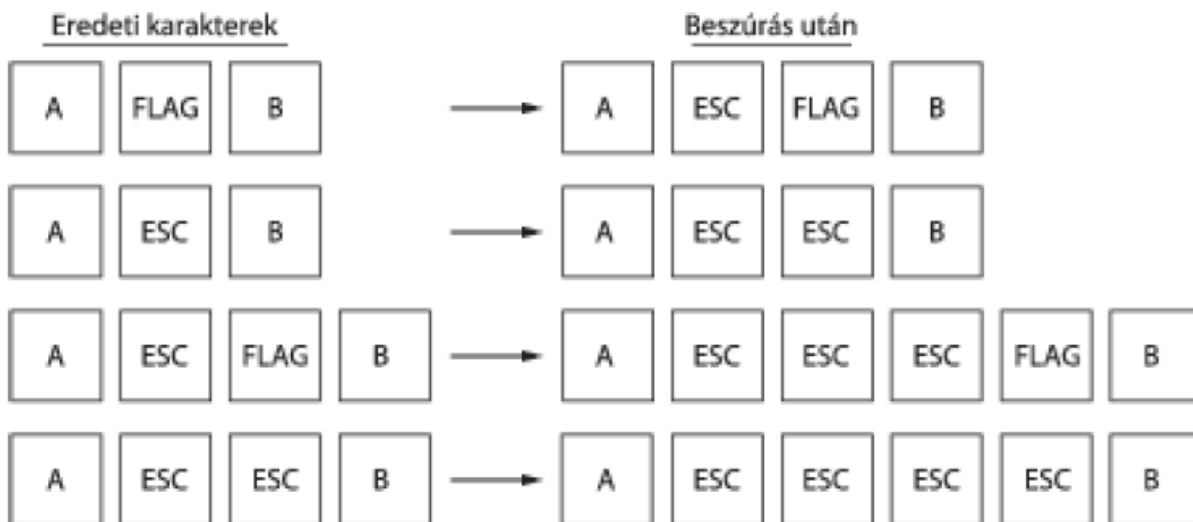 Eredeti karakterek Beszúrás után
A FLAG B A ESC FLAG B
A ESC B A ESC ESC B
A ESC FLAG B A ESC ESC ESC FLAG B
A ESC ESC B A ESC ESC ESC ESC B